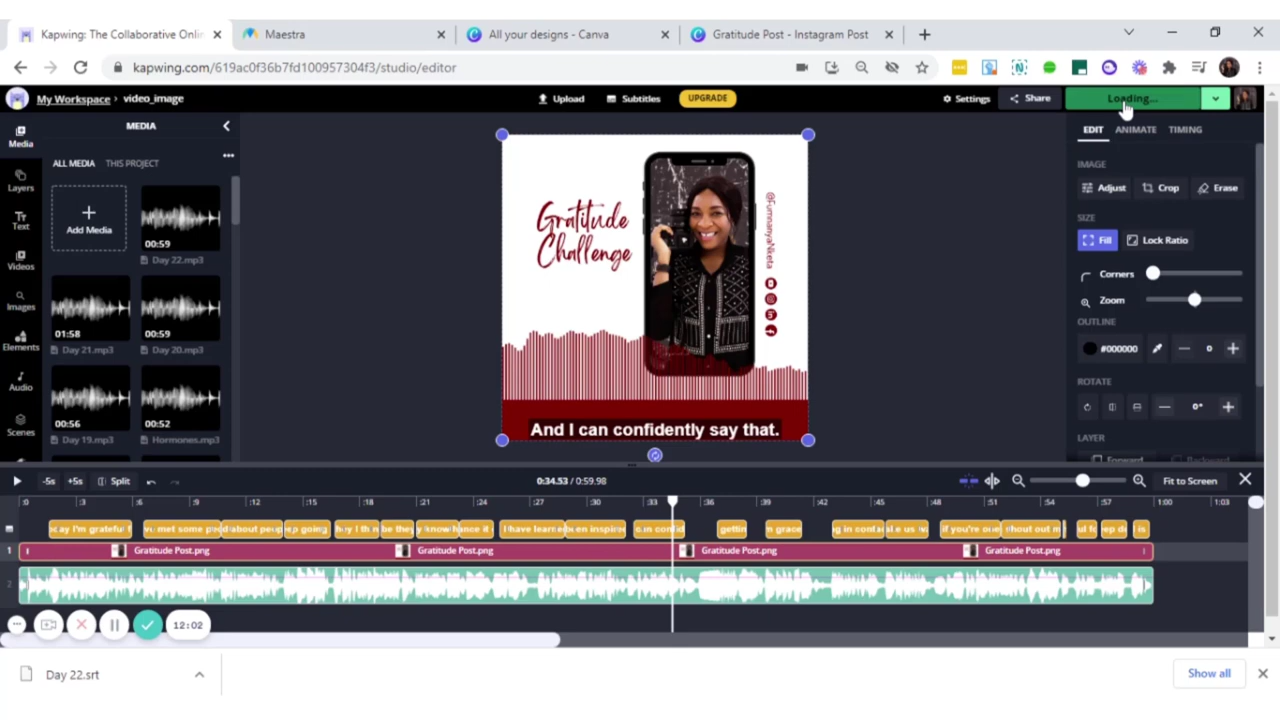 Kapwing: The Collaborative Onlin
Maestra
All your designs - Canva
Gratitude Post - Instagram Post
kapwing.com/619ac0f36b7fd100957304f3/studio/editor
My Workspace › video_image
Upload
Subtitles
UPGRADE
Settings
Share
Loading...
Media
Layers
Text
Videos
Images
Elements
Audio
Scenes
MEDIA
ALL MEDIA
THIS PROJECT
Add Media
00:59
Day 22.mp3
01:58
Day 21.mp3
00:59
Day 20.mp3
00:56
Day 19.mp3
00:52
Hormones.mp3
Gratitude
Challenge
And I can confidently say that.
EDIT
ANIMATE
TIMING
IMAGE
Adjust
Crop
Erase
SIZE
Fill
Lock Ratio
Corners
Zoom
OUTLINE
#000000
0
ROTATE
0°
LAYER
Forward
Backward
-5s
+5s
Split
0:34.53 / 0:59.98
Fit to Screen
:0
:3
:6
:9
:12
:15
:18
:21
:24
:27
:30
:33
:36
:39
:42
:45
:48
:51
:54
:57
1:00
1:03
1
Gratitude Post.png
Gratitude Post.png
Gratitude Post.png
Gratitude Post.png
2
12:02
Day 22.srt
Show all